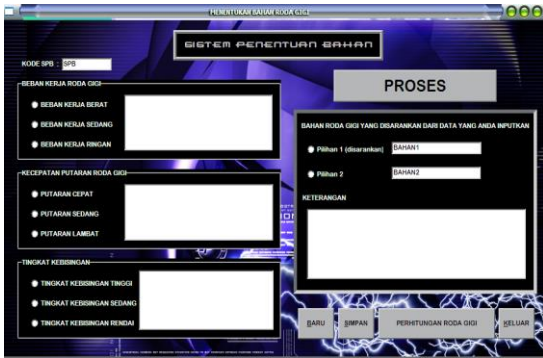 PENENTUKAN BAHAN RODA GIGI
SISTEM PENENTUAN BAHAN
KODE SPB : SPB
PROSES
BEBAN KERJA RODA GIGI
BEBAN KERJA BERAT
BEBAN KERJA SEDANG
BEBAN KERJA RINGAN
KECEPATAN PUTARAN RODA GIGI
PUTARAN CEPAT
PUTARAN SEDANG
PUTARAN LAMBAT
TINGKAT KEBISINGAN
TINGKAT KEBISINGAN TINGGI
TINGKAT KEBISINGAN SEDANG
TINGKAT KEBISINGAN RENDAI
BAHAN RODA GIGI YANG DISARANKAN DARI DATA YANG ANDA INPUTKAN
Pilihan 1 (disarankan) BAHAN1
Pilihan 2 BAHAN2
KETERANGAN
BARU SIMPAN PERHITUNGAN RODA GIGI KELUAR